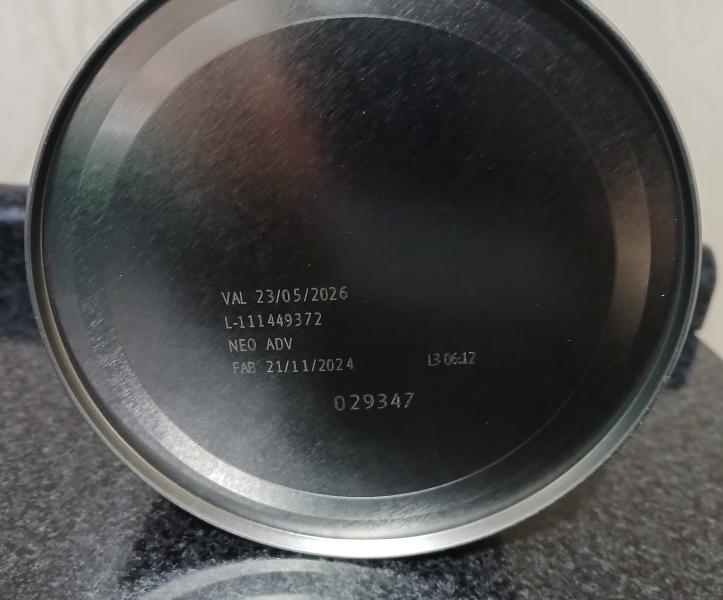 VAL 23/05/2026
L-111449372
NEO ADV
FAB 21/11/2024 L3 06:12
029347